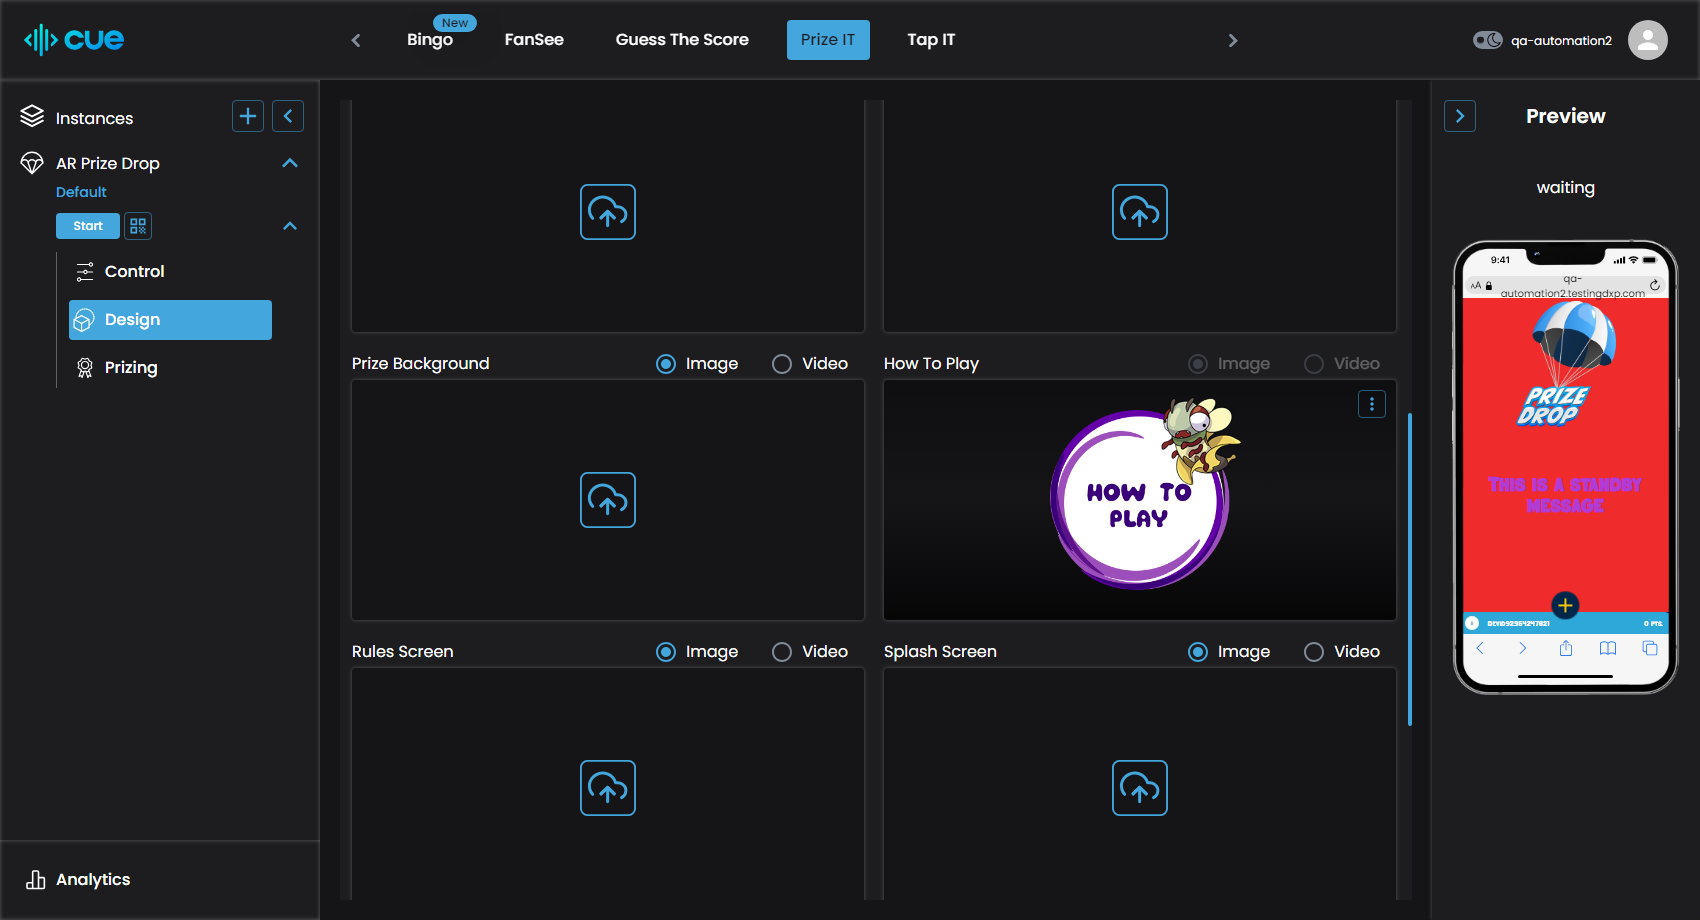 cue
New
Bingo
FanSee
Guess The Score
Prize IT
Tap IT
qa-automation2
Instances
AR Prize Drop
Default
Start
Control
Design
Prizing
Analytics
Prize Background
Image
Video
How To Play
Image
Video
HOW TO
PLAY
Rules Screen
Image
Video
Splash Screen
Image
Video
Preview
waiting
9:41
AA
qa-
automation2.testingdxp.com
PRIZE
DROP
THIS IS A STANDBY
MESSAGE
0 PTS.